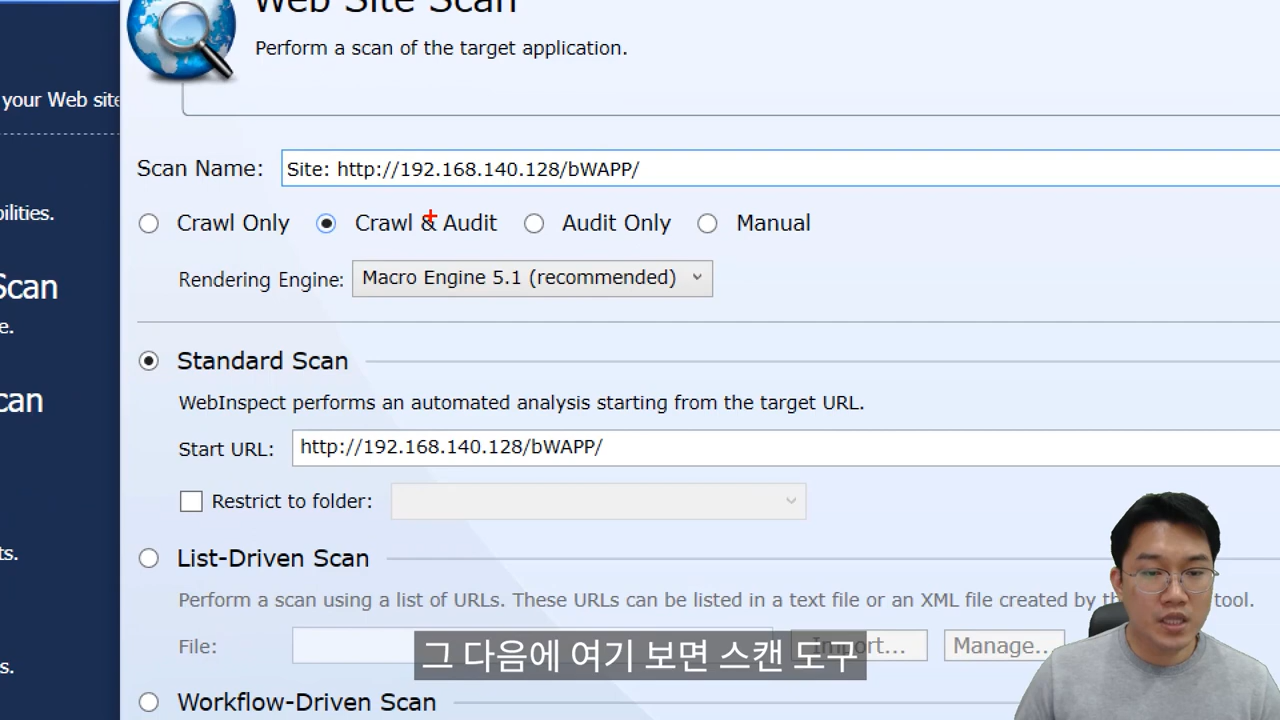 Web Site Scan
Perform a scan of the target application.
your Web site
Scan Name: Site: http://192.168.140.128/bWAPP/
bilities.
Crawl Only Crawl & Audit Audit Only Manual
Rendering Engine: Macro Engine 5.1 (recommended)
Scan
e.
Standard Scan
can
WebInspect performs an automated analysis starting from the target URL.
Start URL: http://192.168.140.128/bWAPP/
Restrict to folder:
ts.
List-Driven Scan
Perform a scan using a list of URLs. These URLs can be listed in a text file or an XML file created by th tool.
File: Import... Manage..
그 다음에 여기 보면 스캔 도구
s.
Workflow-Driven Scan